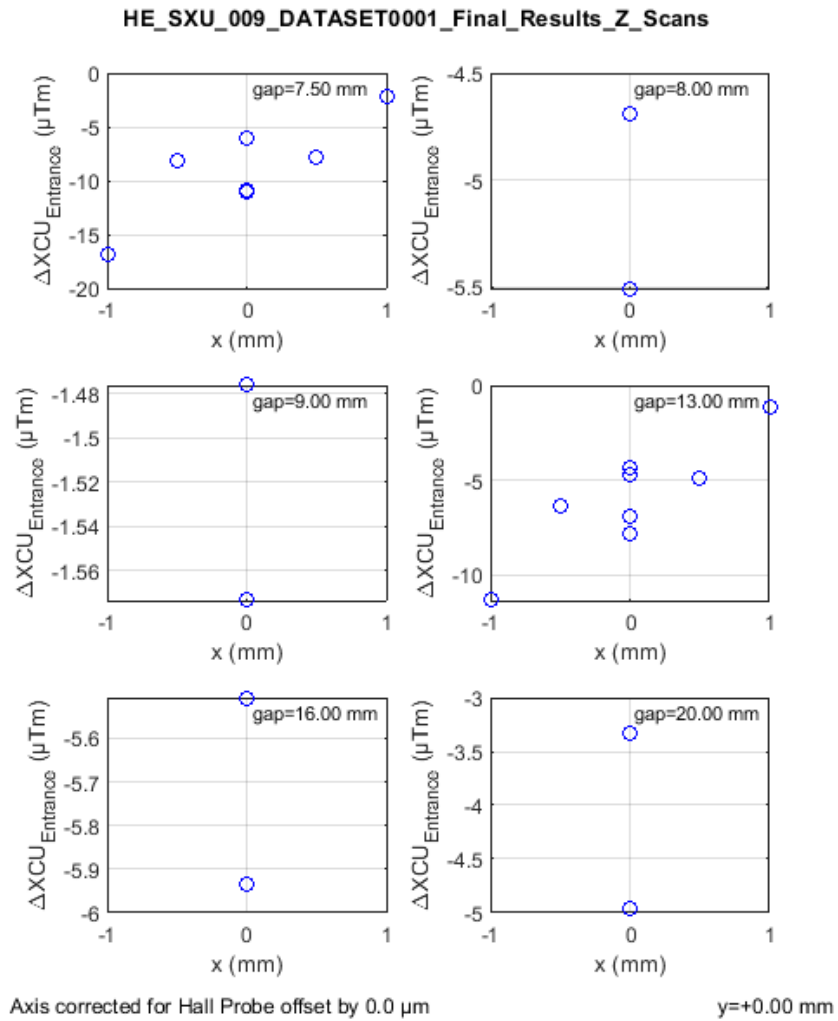 HE_SXU_009_DATASET0001_Final_Results_Z_Scans
0
-5
-10
-15
-20
-1
0
1
x (mm)
ΔXCU_Entrance (μTm)
gap=7.50 mm
-4.5
-5
-5.5
-1
0
1
x (mm)
ΔXCU_Entrance (μTm)
gap=8.00 mm
-1.48
-1.5
-1.52
-1.54
-1.56
-1
0
1
x (mm)
ΔXCU_Entrance (μTm)
gap=9.00 mm
0
-5
-10
-1
0
1
x (mm)
ΔXCU_Entrance (μTm)
gap=13.00 mm
-5.6
-5.7
-5.8
-5.9
-6
-1
0
1
x (mm)
ΔXCU_Entrance (μTm)
gap=16.00 mm
-3
-3.5
-4
-4.5
-5
-1
0
1
x (mm)
ΔXCU_Entrance (μTm)
gap=20.00 mm
Axis corrected for Hall Probe offset by 0.0 μm
y=+0.00 mm